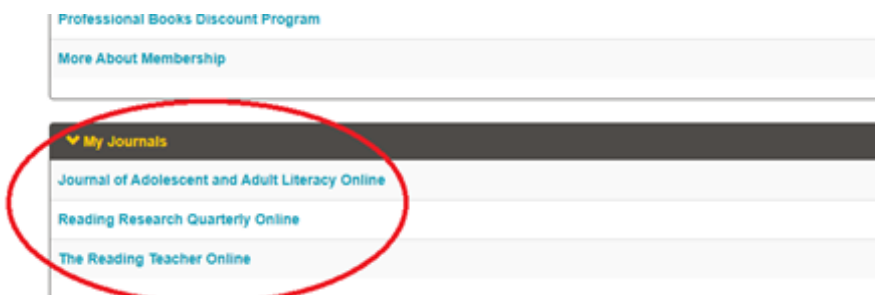 Professional Books Discount Program
More About Membership
My Journals
Journal of Adolescent and Adult Literacy Online
Reading Research Quarterly Online
The Reading Teacher Online